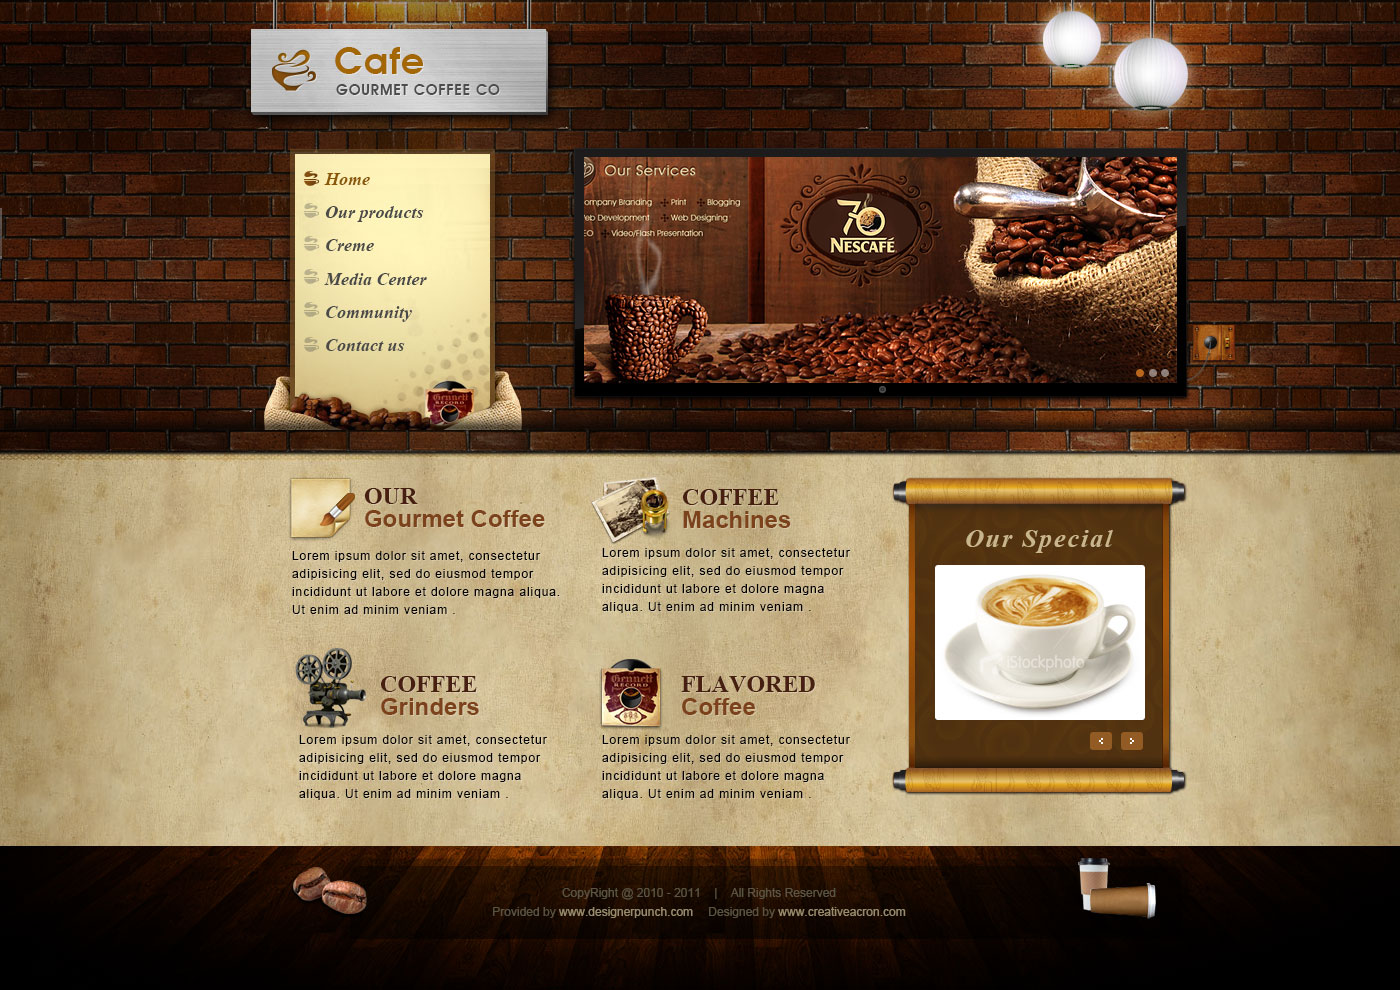 Cafe
GOURMET COFFEE CO
Home
Our products
Creme
Media Center
Community
Contact us
Our Services
ompany Branding Print Blogging
eb Development Web Designing
EO Video/Flash Presentation
70
NESCAFÉ
OUR
Gourmet Coffee
Lorem ipsum dolor sit amet, consectetur
adipisicing elit, sed do eiusmod tempor
incididunt ut labore et dolore magna aliqua.
Ut enim ad minim veniam .
COFFEE
Machines
Lorem ipsum dolor sit amet, consectetur
adipisicing elit, sed do eiusmod tempor
incididunt ut labore et dolore magna
aliqua. Ut enim ad minim veniam .
Our Special
iStockphoto
COFFEE
Grinders
Lorem ipsum dolor sit amet, consectetur
adipisicing elit, sed do eiusmod tempor
incididunt ut labore et dolore magna
aliqua. Ut enim ad minim veniam .
Gennett
RECORD
FLAVORED
Coffee
Lorem ipsum dolor sit amet, consectetur
adipisicing elit, sed do eiusmod tempor
incididunt ut labore et dolore magna
aliqua. Ut enim ad minim veniam .
CopyRight @ 2010 - 2011 | All Rights Reserved
Provided by www.designerpunch.com Designed by www.creativeacron.com